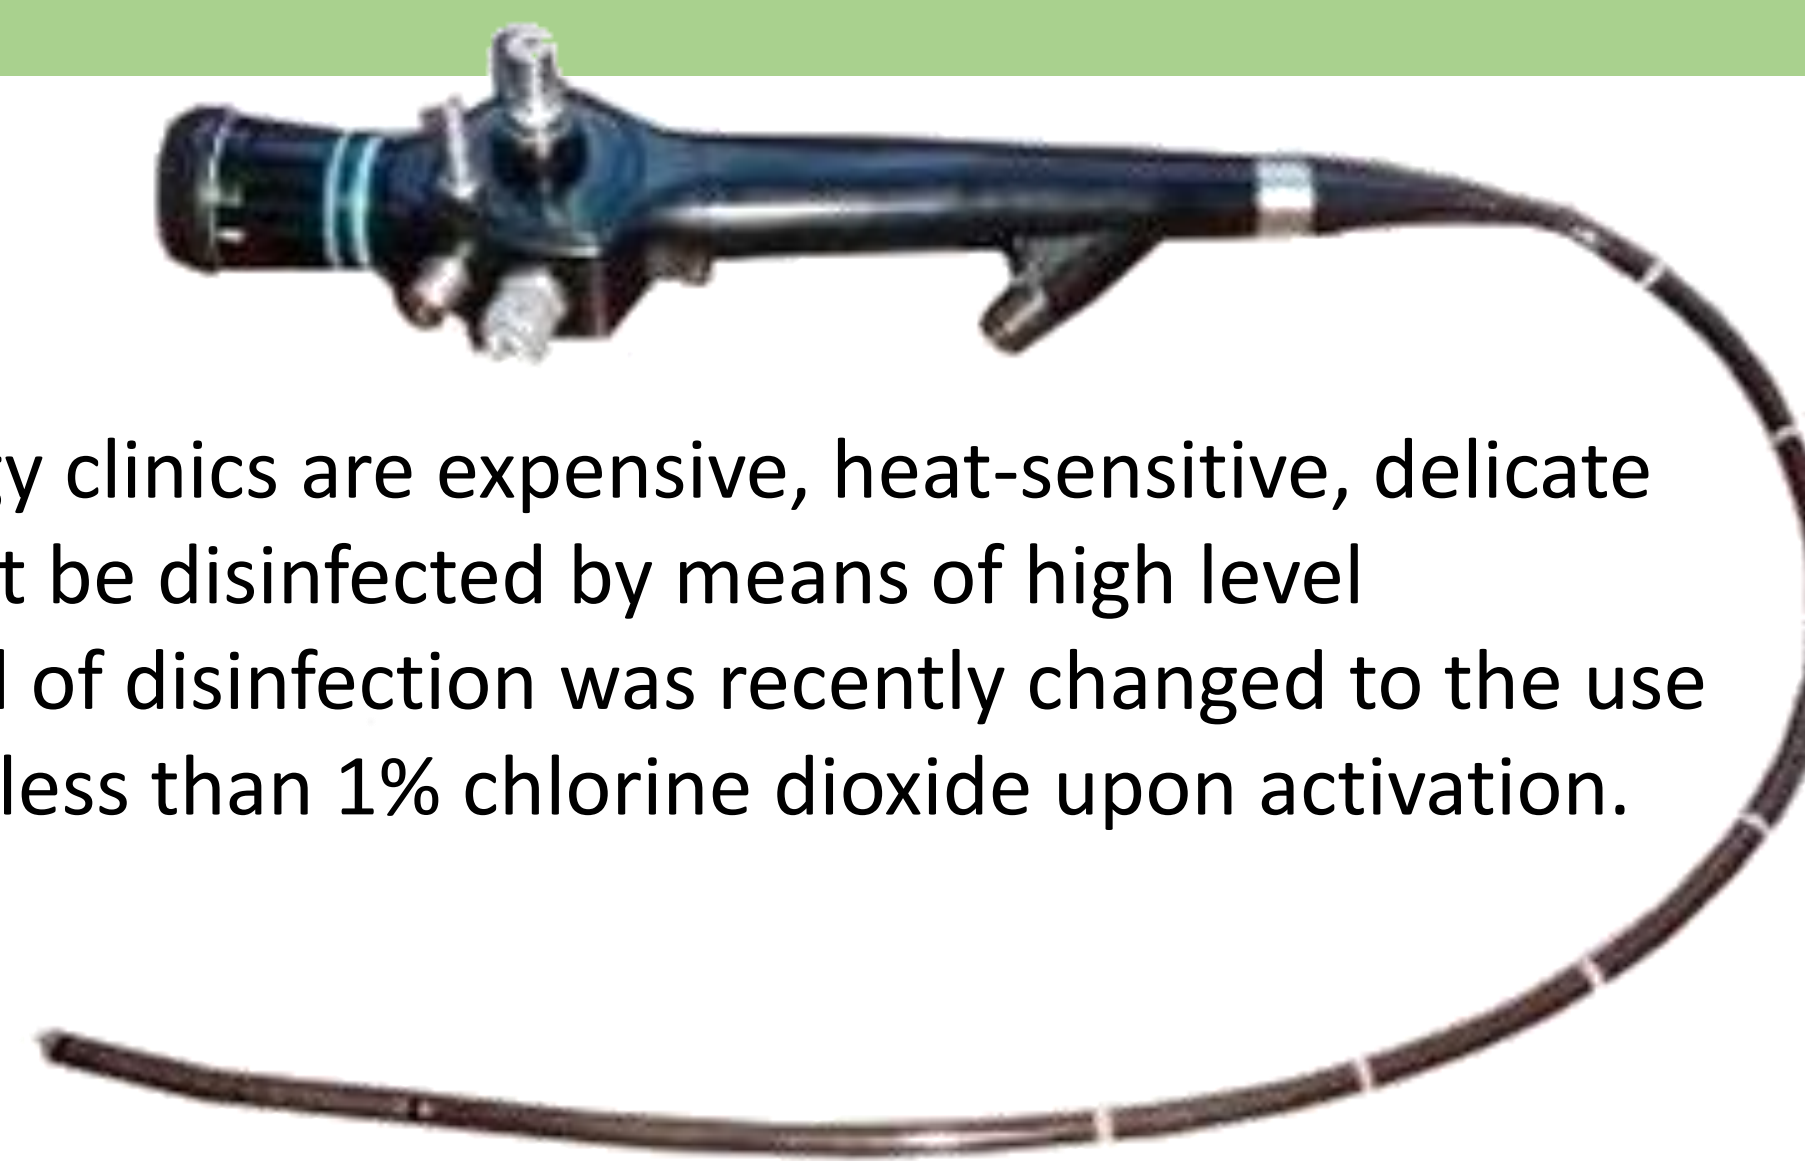 clinics are expensive, heat-sensitive, delicate
be disinfected by means of high level
of disinfection was recently changed to the use
less than 1% chlorine dioxide upon activation.